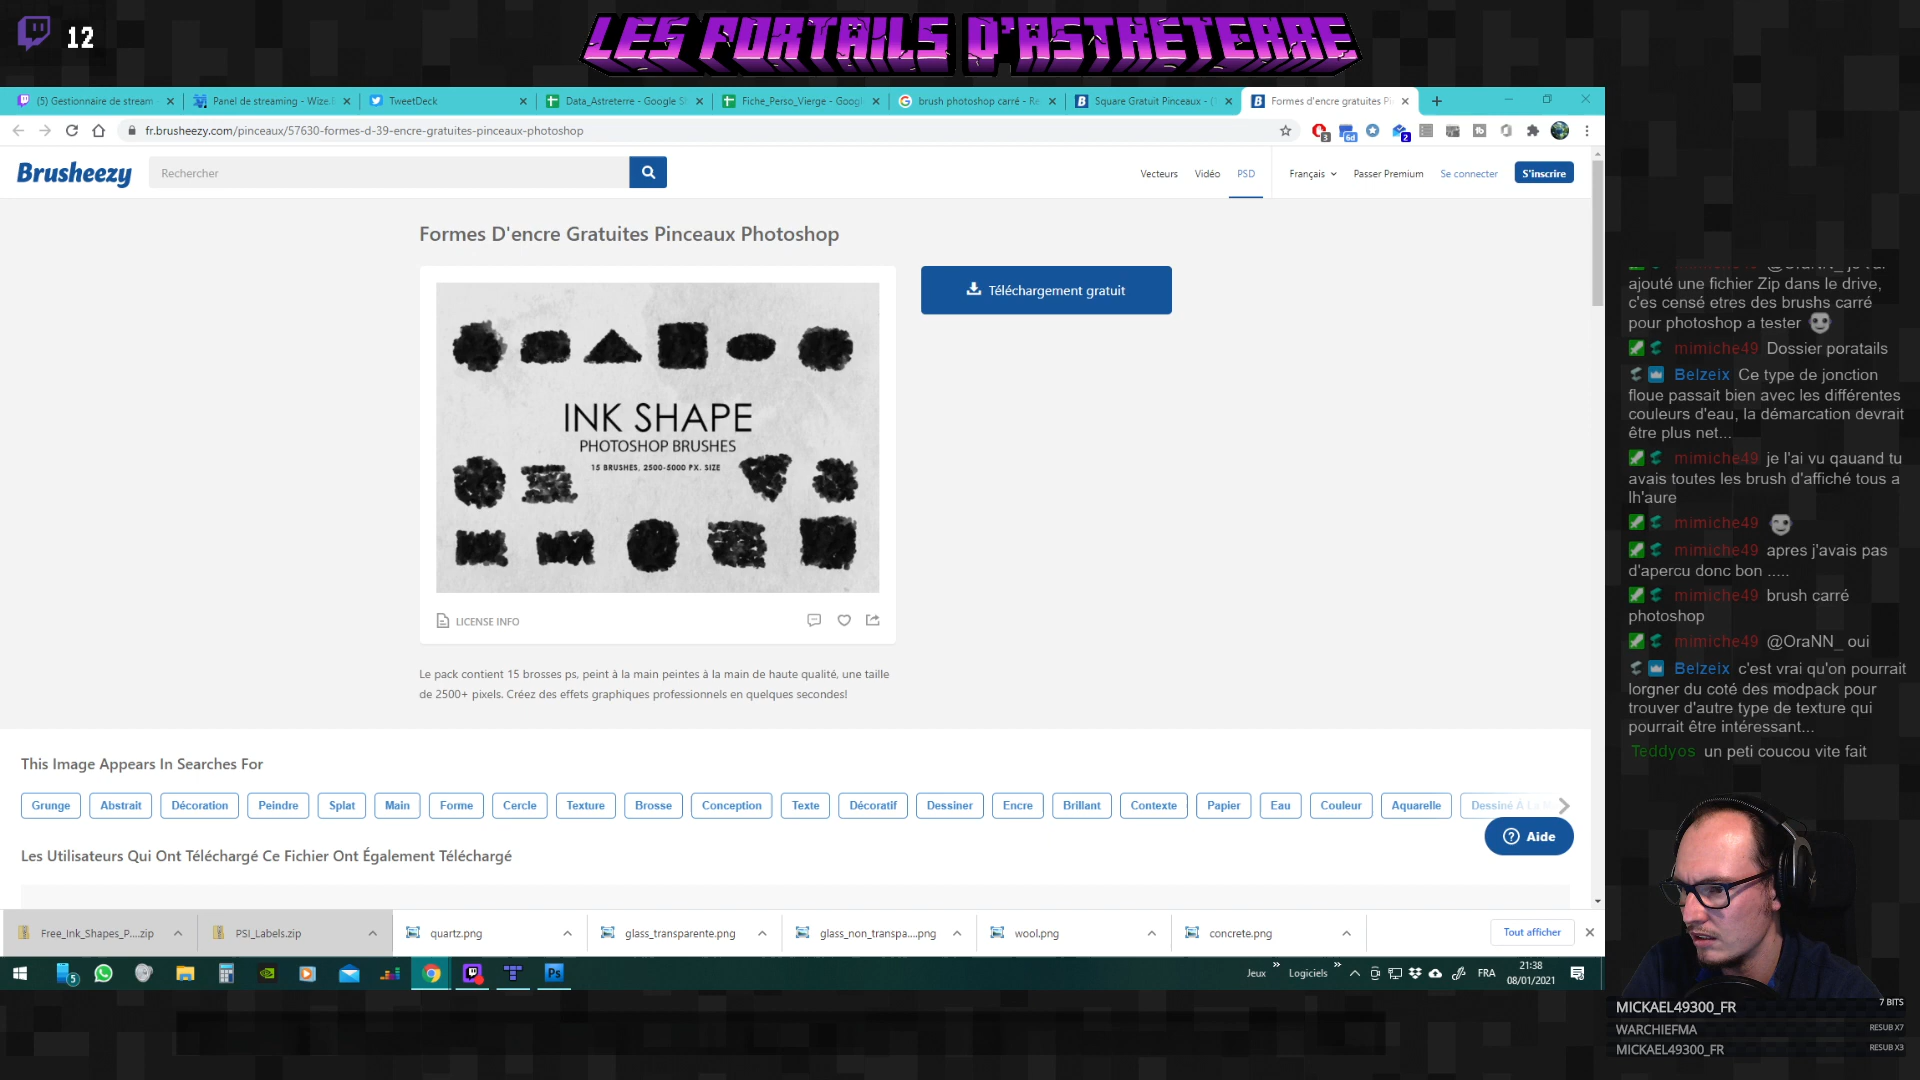 12
LES PORTAILS D'ASTRETERRE
(5) Gestionnaire de stream
Panel de streaming - Wize.
TweetDeck
Data_Astreterre - Google S
Fiche_Perso_Vierge - Googl
brush photoshop carré - Re
Square Gratuit Pinceaux - (
Formes d'encre gratuites Pi
fr.brusheezy.com/pinceaux/57630-formes-d-39-encre-gratuites-pinceaux-photoshop
3
6d
2
Brusheezy
Rechercher
Vecteurs
Vidéo
PSD
Français
Passer Premium
Se connecter
S'inscrire
Formes D'encre Gratuites Pinceaux Photoshop
Téléchargement gratuit
INK SHAPE
PHOTOSHOP BRUSHES
15 BRUSHES, 2500-5000 PX. SIZE
LICENSE INFO
Le pack contient 15 brosses ps, peint à la main peintes à la main de haute qualité, une taille
de 2500+ pixels. Créez des effets graphiques professionnels en quelques secondes!
This Image Appears In Searches For
Grunge
Abstrait
Décoration
Peindre
Splat
Main
Forme
Cercle
Texture
Brosse
Conception
Texte
Décoratif
Dessiner
Encre
Brillant
Contexte
Papier
Eau
Couleur
Aquarelle
Dessiné À La
Aide
Les Utilisateurs Qui Ont Téléchargé Ce Fichier Ont Également Téléchargé
Free_Ink_Shapes_P....zip
PSI_Labels.zip
quartz.png
glass_transparente.png
glass_non_transpa....png
wool.png
concrete.png
Tout afficher
5
Jeux
Logiciels
FRA
21:38
08/01/2021
ajouté une fichier Zip dans le drive,
c'es censé etres des brushs carré
pour photoshop a tester
mimiche49 Dossier poratails
Belzeix Ce type de jonction
floue passait bien avec les différentes
couleurs d'eau, la démarcation devrait
être plus net...
mimiche49 je l'ai vu qauand tu
avais toutes les brush d'affiché tous a
lh'aure
mimiche49
mimiche49 apres j'avais pas
d'apercu donc bon .....
mimiche49 brush carré
photoshop
mimiche49 @OraNN_ oui
Belzeix c'est vrai qu'on pourrait
lorgner du coté des modpack pour
trouver d'autre type de texture qui
pourrait être intéressant...
Teddyos un peti coucou vite fait
MICKAEL49300_FR 7 BITS
WARCHIEFMA RESUB X7
MICKAEL49300_FR RESUB X3